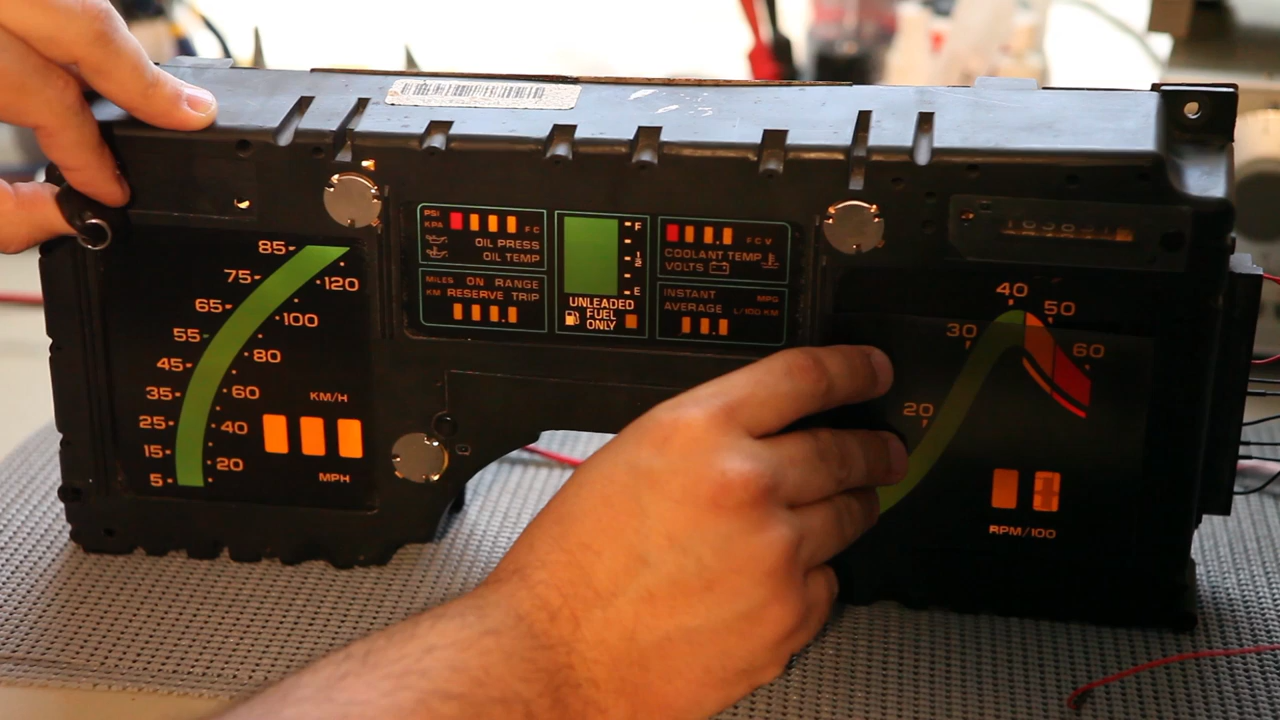 85
75
65
55
45
35
25
15
5
120
100
80
60
40
20
KM/H
MPH
PSI
KPA
F C
OIL PRESS
OIL TEMP
MILES ON RANGE
KM RESERVE TRIP
F
1/2
E
UNLEADED
FUEL
ONLY
F C V
COOLANT TEMP
VOLTS
INSTANT MPG
AVERAGE L/100 KM
40
50
30
60
20
RPM/100